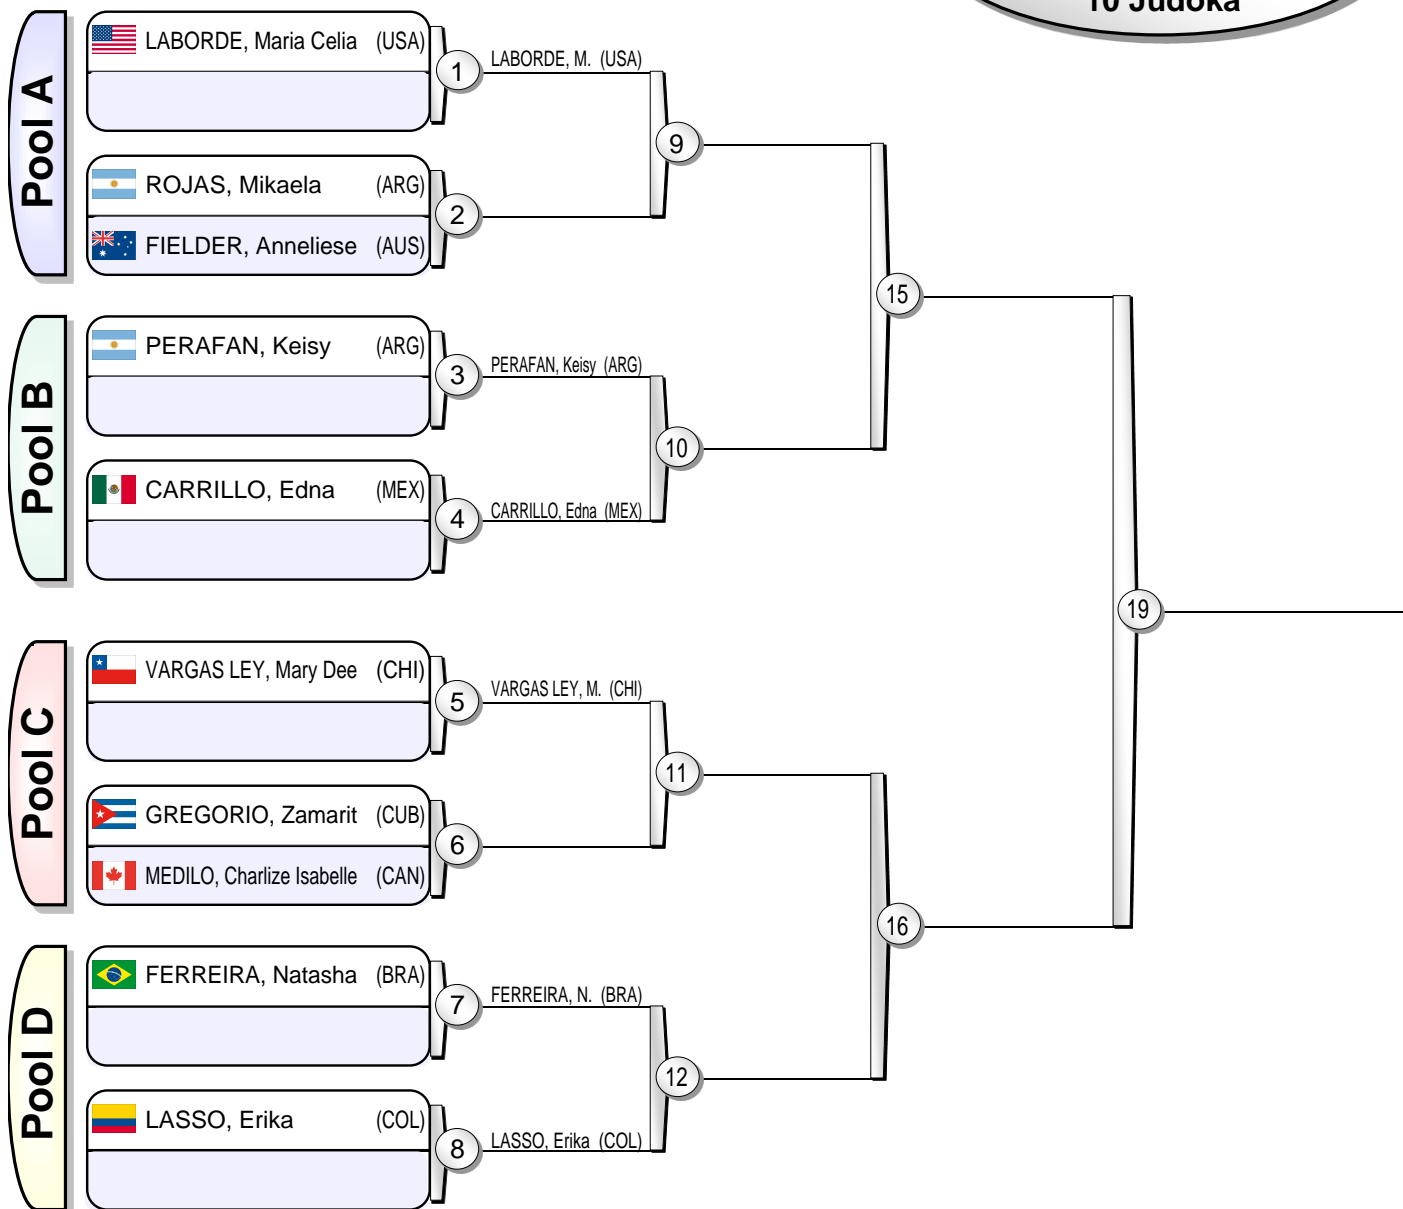 10 Judoka
Pool A
LABORDE, Maria Celia (USA)
1
LABORDE, M. (USA)
9
ROJAS, Mikaela (ARG)
2
FIELDER, Anneliese (AUS)
15
Pool B
PERAFAN, Keisy (ARG)
3
PERAFAN, Keisy (ARG)
10
CARRILLO, Edna (MEX)
4
CARRILLO, Edna (MEX)
19
Pool C
VARGAS LEY, Mary Dee (CHI)
5
VARGAS LEY, M. (CHI)
11
GREGORIO, Zamarit (CUB)
6
MEDILO, Charlize Isabelle (CAN)
16
Pool D
FERREIRA, Natasha (BRA)
7
FERREIRA, N. (BRA)
12
LASSO, Erika (COL)
8
LASSO, Erika (COL)